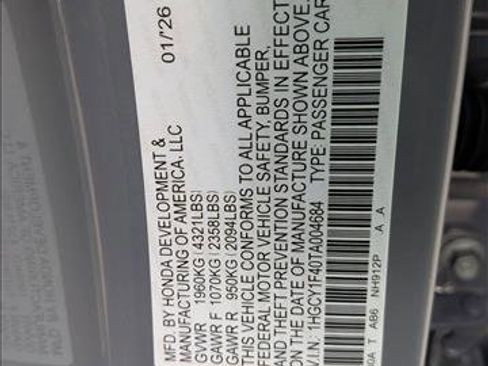 MFD. BY HONDA DEVELOPMENT &
MANUFACTURING OF AMERICA, LLC 01/'26
GVWR 1960KG(4321LBS)
GAWR F 1070KG(2358LBS)
GAWR R 950KG(2094LBS)
THIS VEHICLE CONFORMS TO ALL APPLICABLE
FEDERAL MOTOR VEHICLE SAFETY, BUMPER,
AND THEFT PREVENTION STANDARDS IN EFFECT
ON THE DATE OF MANUFACTURE SHOWN ABOVE.
V.I.N. 1HGCY1F40TA004684 TYPE: PASSENGER CAR
30A T AB6 NH912P A A